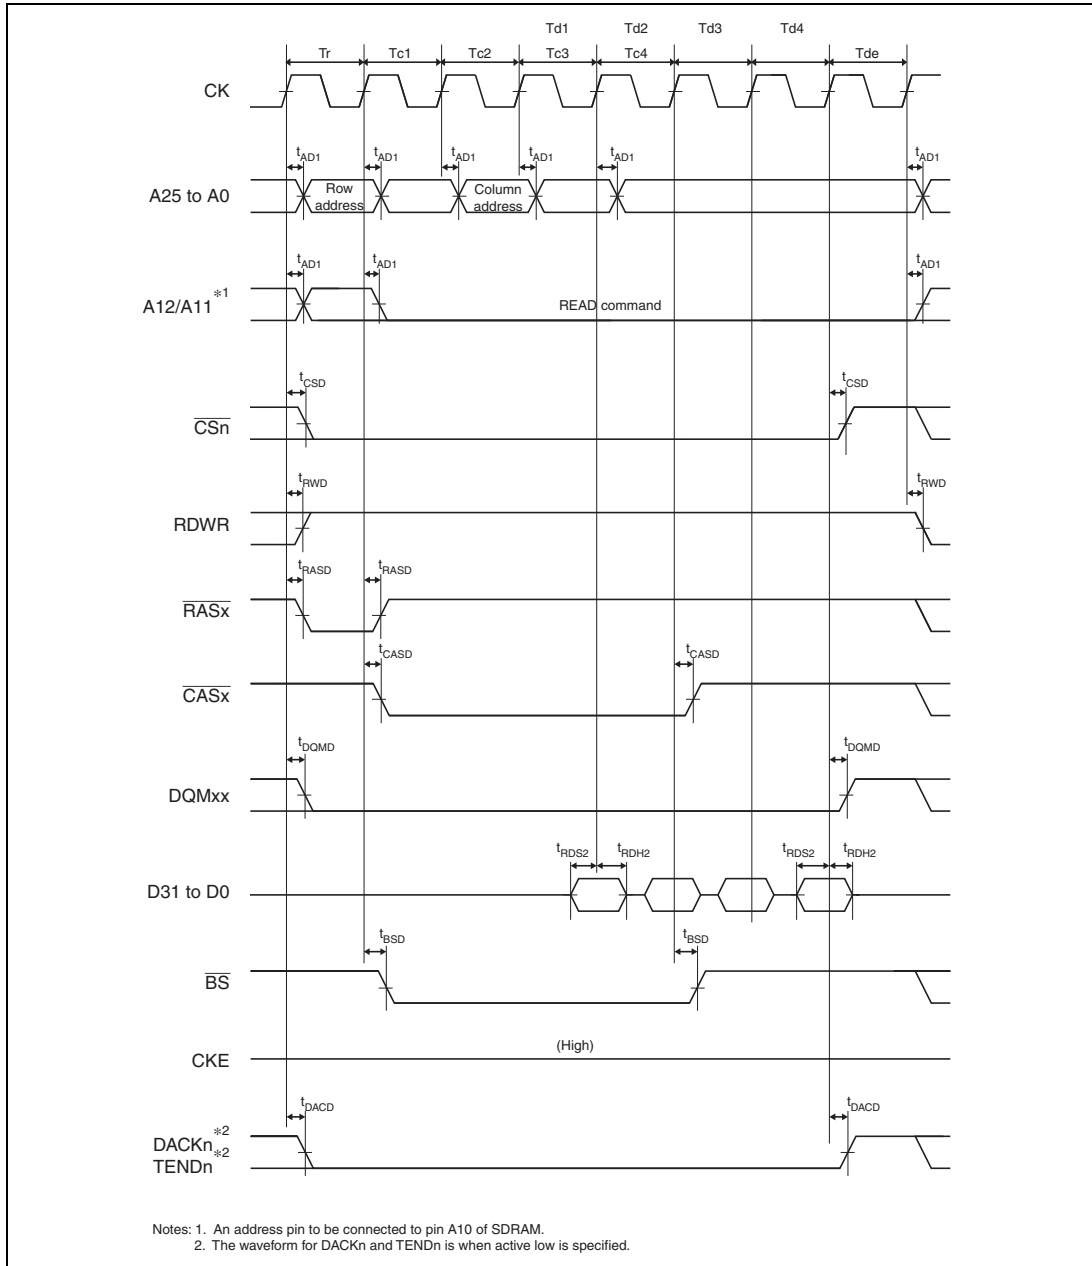 Td1 Td2 Td3 Td4
Tr Tc1 Tc2 Tc3 Tc4 Tde
CK
tAD1 tAD1 tAD1 tAD1 tAD1 tAD1
A25 to A0
Row address
Column address
tAD1 tAD1 tAD1
A12/A11 *1
READ command
tCSD tCSD
CSn
tRWD tRWD
RDWR
tRASD tRASD
RASx
tCASD tCASD
CASx
tDQMD tDQMD
DQMxx
tRDS2 tRDH2 tRDS2 tRDH2
D31 to D0
tBSD tBSD
BS
(High)
CKE
tDACD tDACD
DACKn *2
TENDn *2
Notes: 1. An address pin to be connected to pin A10 of SDRAM.
2. The waveform for DACKn and TENDn is when active low is specified.